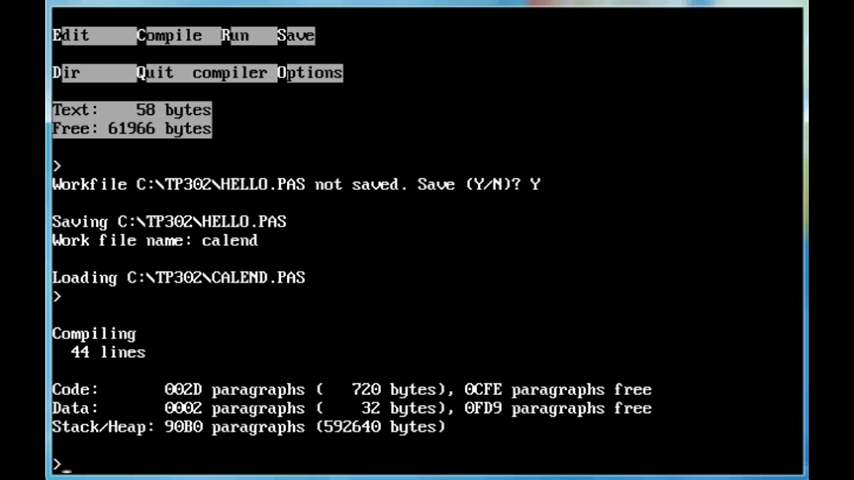 Edit     Compile  Run   Save
Dir      Quit  compiler Options
Text:    58 bytes
Free: 61966 bytes
>
Workfile C:\TP302\HELLO.PAS not saved. Save (Y/N)? Y
Saving C:\TP302\HELLO.PAS
Work file name: calend
Loading C:\TP302\CALEND.PAS
>
Compiling
  44 lines
Code:       002D paragraphs (   720 bytes), 0CFE paragraphs free
Data:       0002 paragraphs (    32 bytes), 0FD9 paragraphs free
Stack/Heap: 90B0 paragraphs (592640 bytes)
>_